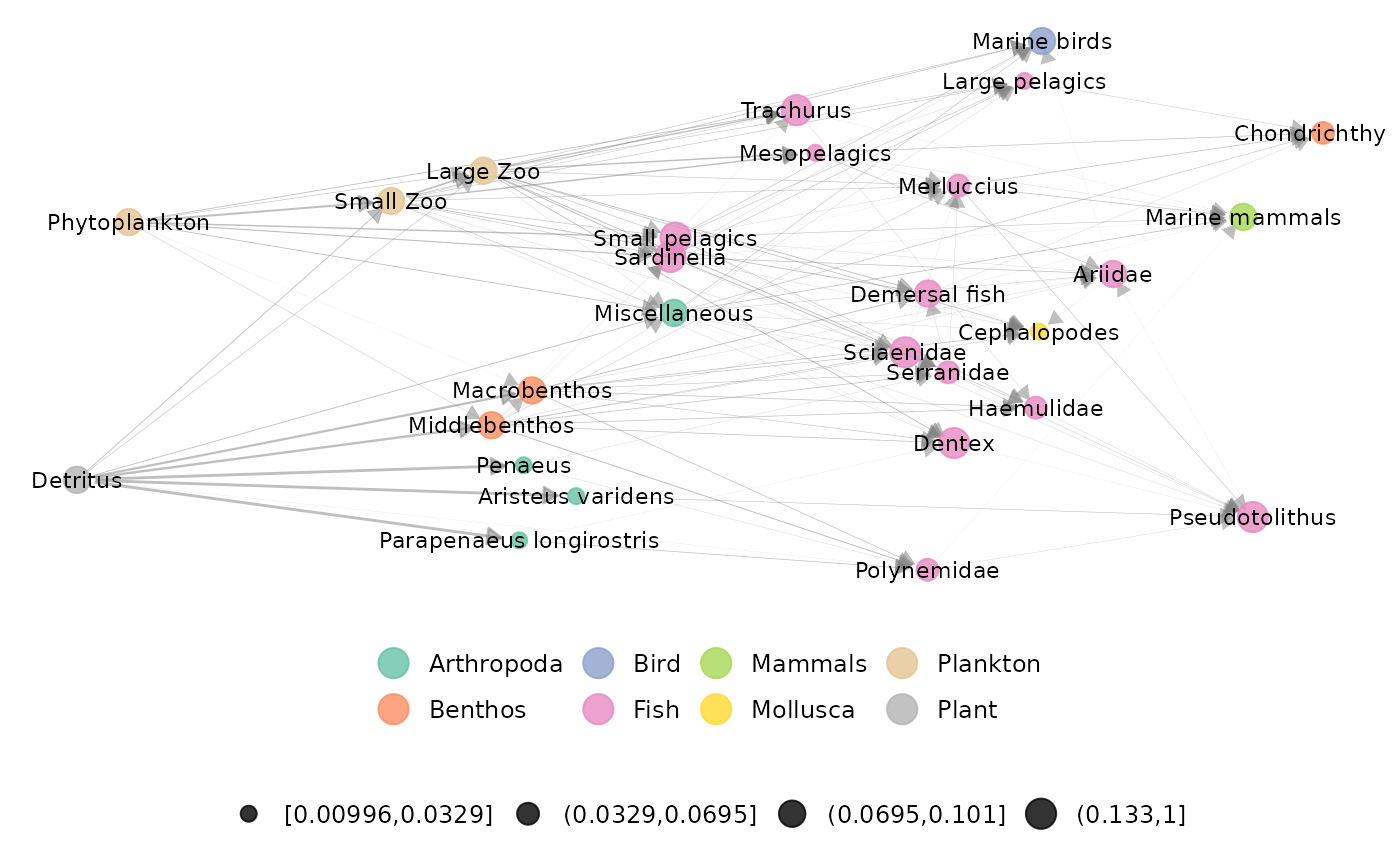 Marine birds
Large pelagics
Trachurus
Chondrichthy
Mesopelagics
Large Zoo
Merluccius
Small Zoo
Phytoplankton
Marine mammals
Small pelagics
Sardinella
Ariidae
Demersal fish
Miscellaneous
Cephalopodes
Sciaenidae
Serranidae
Macrobenthos
Haemulidae
Middlebenthos
Dentex
Penaeus
Detritus
Aristeus varidens
Pseudotolithus
Parapenaeus longirostris
Polynemidae
Arthropoda
Bird
Mammals
Plankton
Benthos
Fish
Mollusca
Plant
[0.00996,0.0329]
(0.0329,0.0695]
(0.0695,0.101]
(0.133,1]